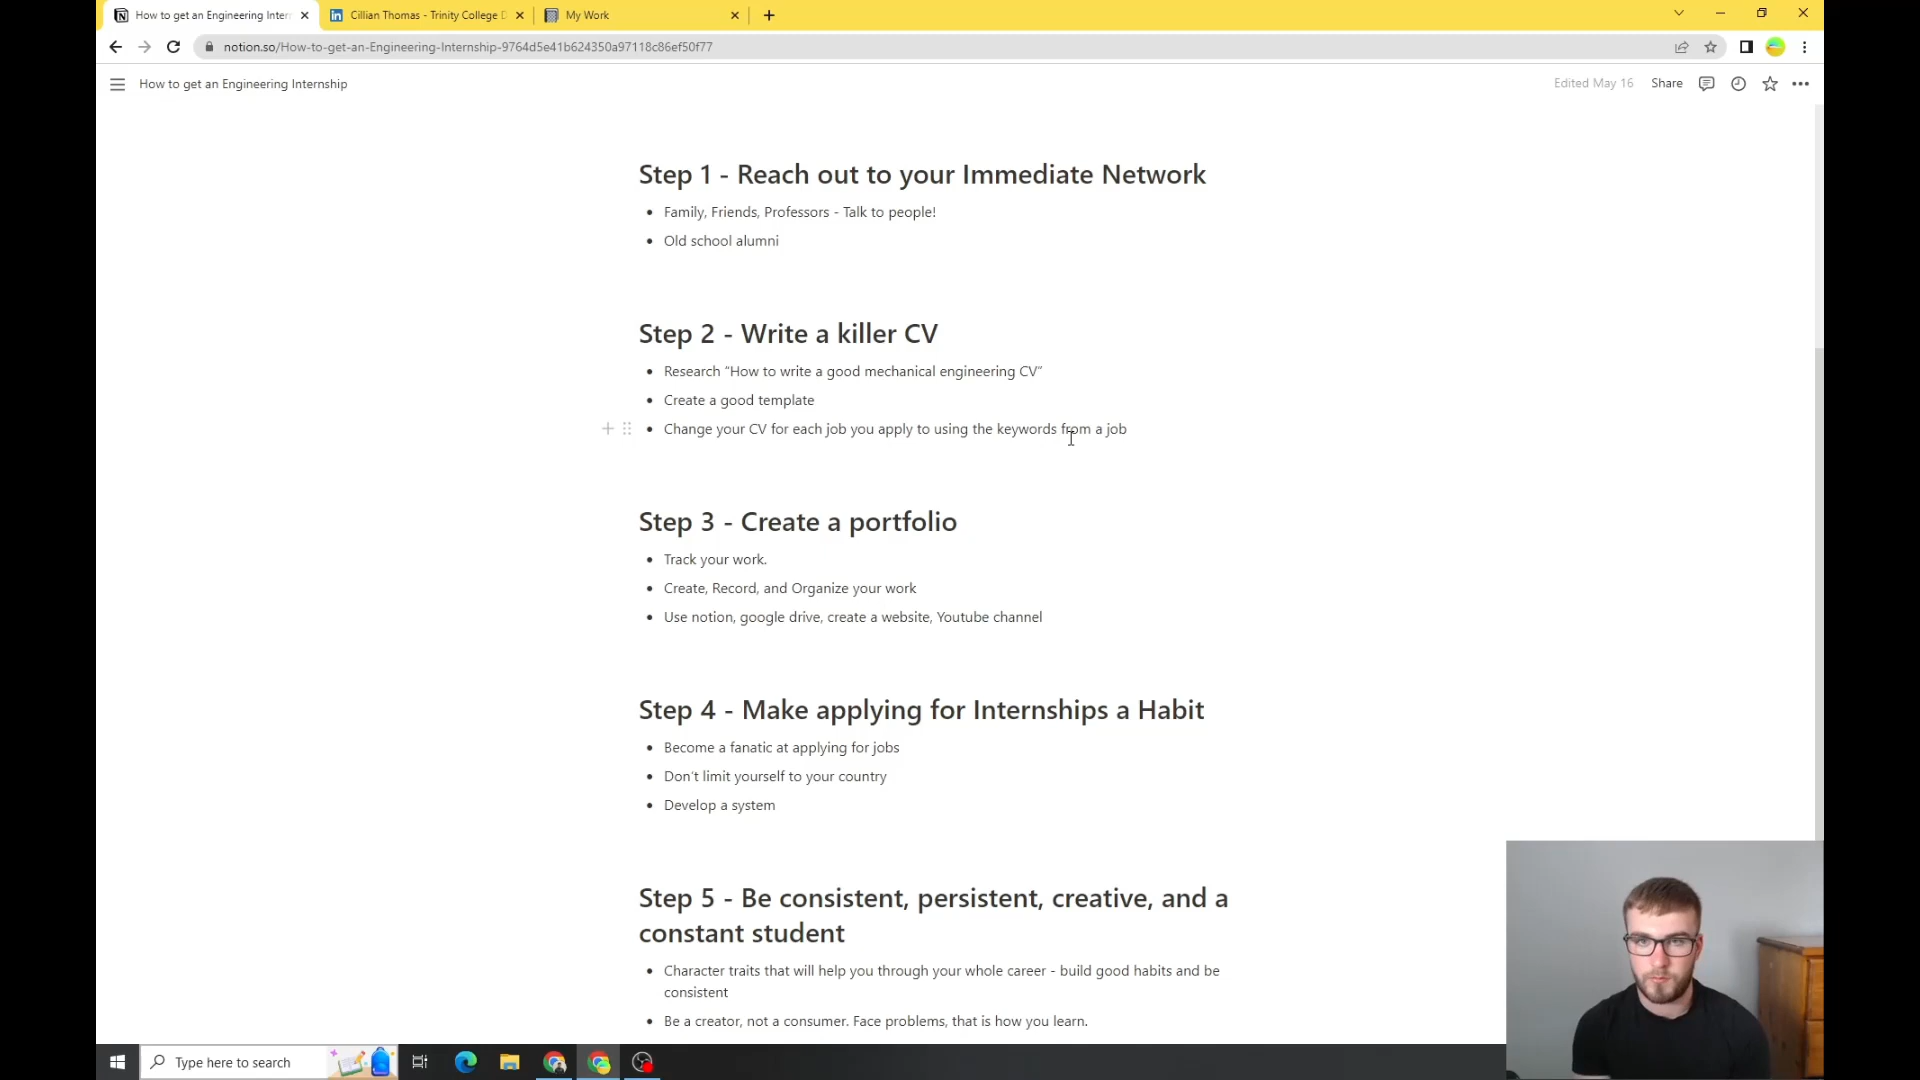 How to get an Engineering Inter
Cillian Thomas - Trinity College D
My Work
notion.so/How-to-get-an-Engineering-Internship-9764d5e41b624350a97118c86ef50f77
How to get an Engineering Internship
Edited May 16
Share
Step 1 - Reach out to your Immediate Network
• Family, Friends, Professors - Talk to people!
• Old school alumni
Step 2 - Write a killer CV
• Research “How to write a good mechanical engineering CV”
• Create a good template
• Change your CV for each job you apply to using the keywords from a job
Step 3 - Create a portfolio
• Track your work.
• Create, Record, and Organize your work
• Use notion, google drive, create a website, Youtube channel
Step 4 - Make applying for Internships a Habit
• Become a fanatic at applying for jobs
• Don’t limit yourself to your country
• Develop a system
Step 5 - Be consistent, persistent, creative, and a
constant student
• Character traits that will help you through your whole career - build good habits and be
consistent
• Be a creator, not a consumer. Face problems, that is how you learn.
Type here to search